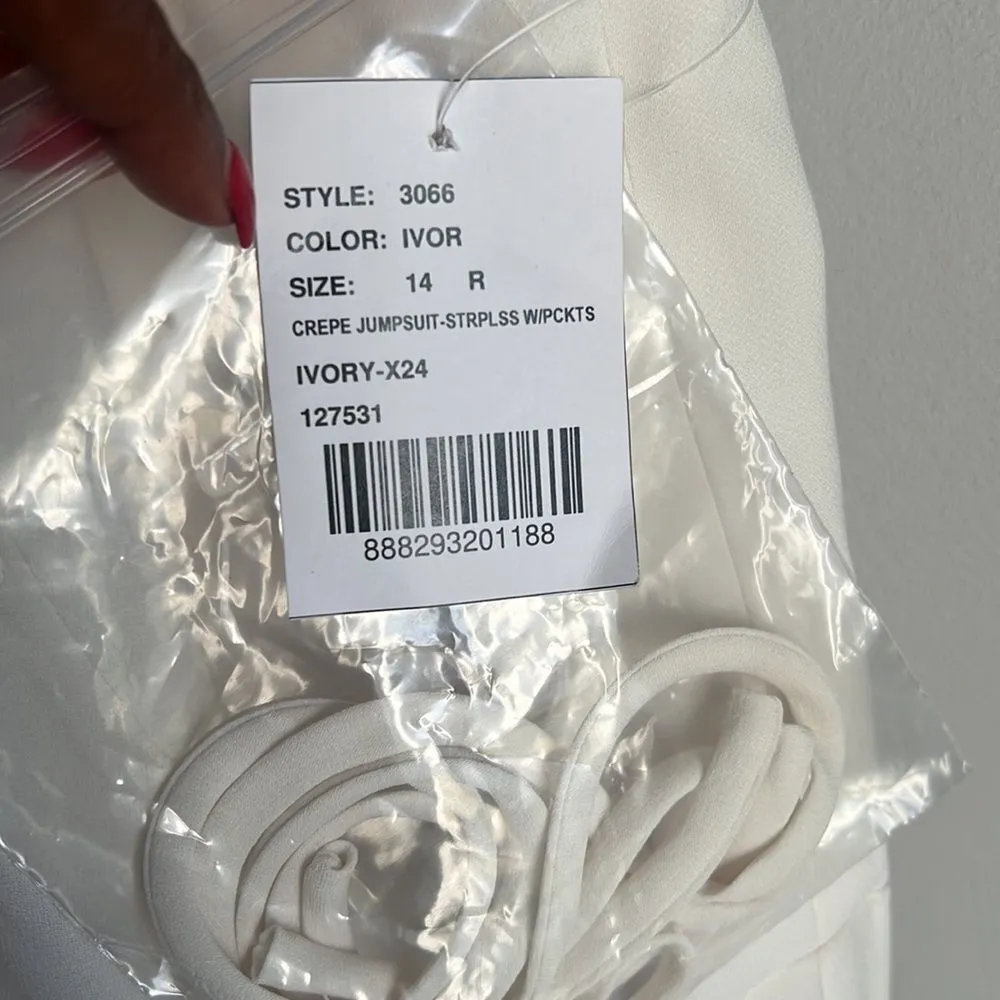 STYLE: 3066
COLOR: IVOR
SIZE: 14 R
CREPE JUMPSUIT-STRPLSS W/PCKTS
IVORY-X24
127531
888293201188